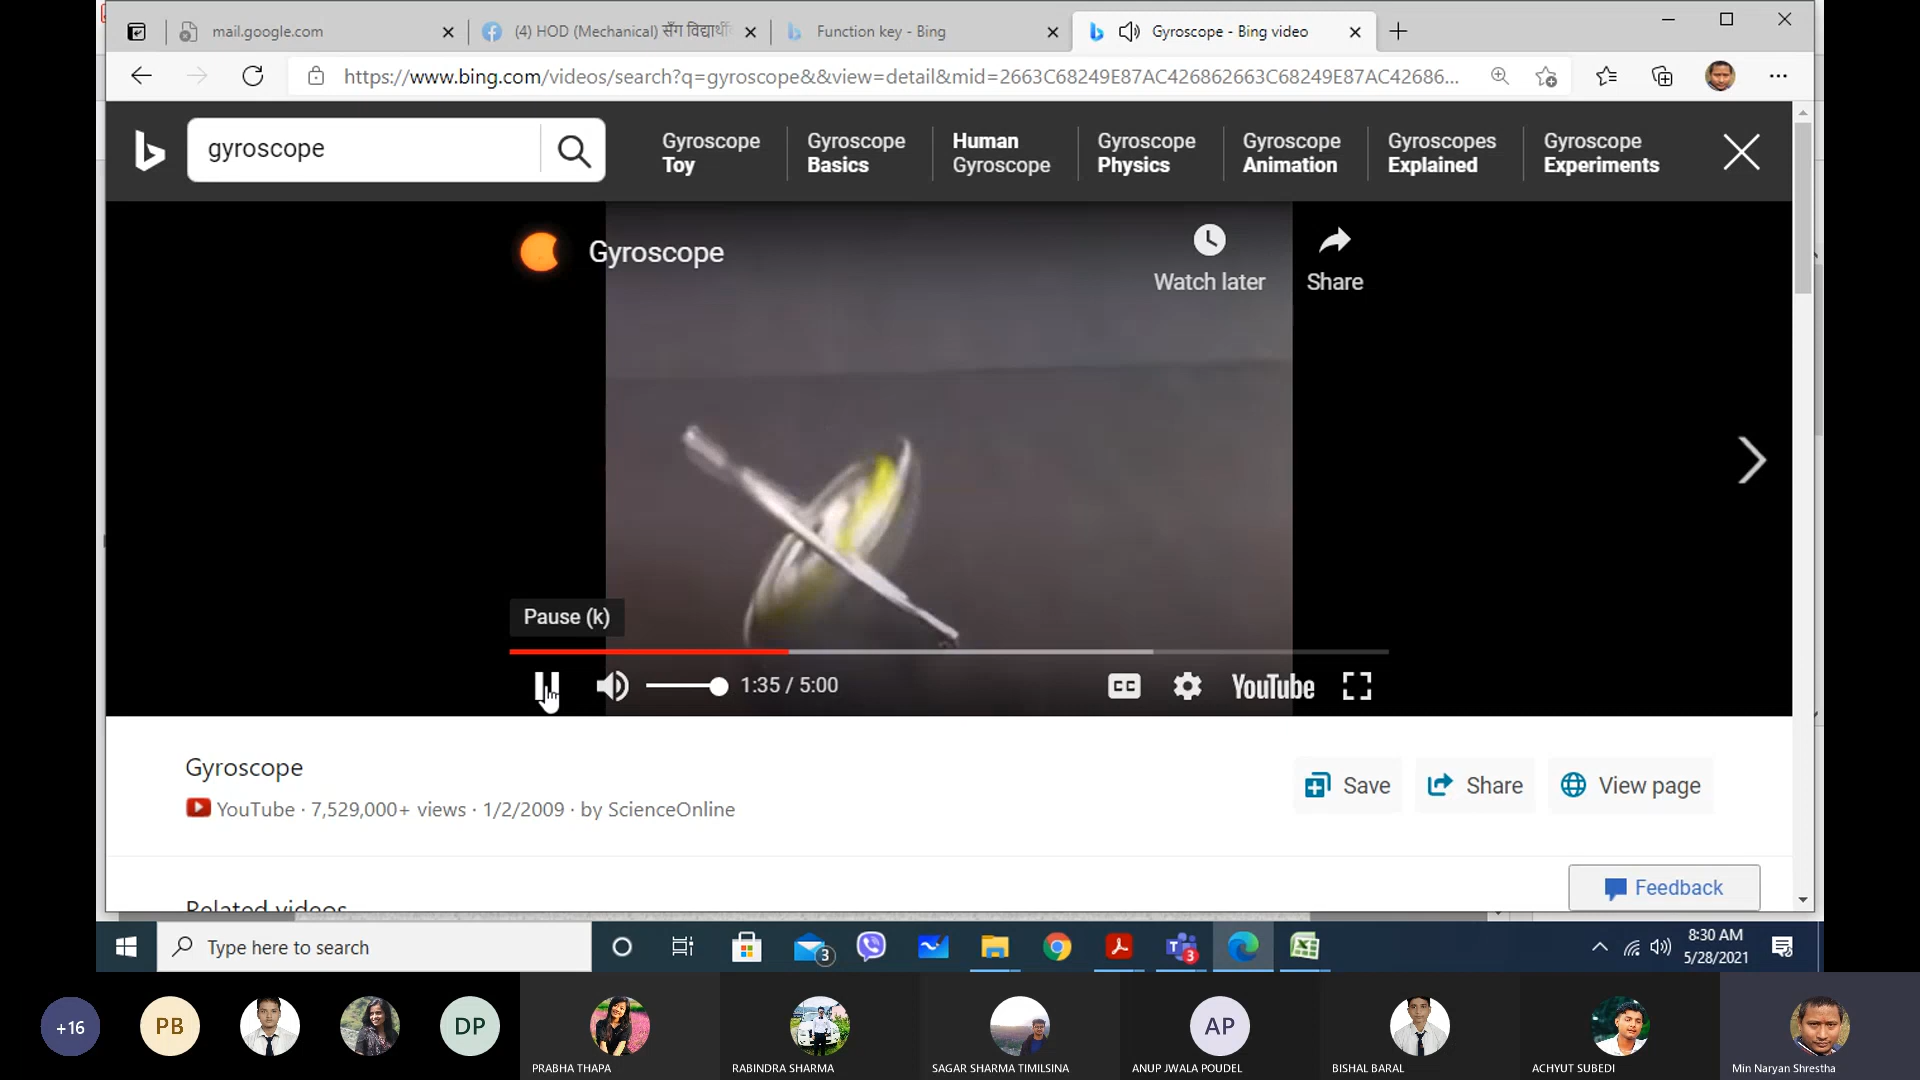 mail.google.com
(4) HOD (Mechanical) सँग विद्यार्थी
Function key - Bing
Gyroscope - Bing video
https://www.bing.com/videos/search?q=gyroscope&&view=detail&mid=2663C68249E87AC426862663C68249E87AC42686...
gyroscope
Gyroscope Toy
Gyroscope Basics
Human Gyroscope
Gyroscope Physics
Gyroscope Animation
Gyroscopes Explained
Gyroscope Experiments
Gyroscope
Watch later
Share
Pause (k)
1:35 / 5:00
CC
YouTube
Gyroscope
YouTube · 7,529,000+ views · 1/2/2009 · by ScienceOnline
Save
Share
View page
Feedback
Related videos
Type here to search
3
3
8:30 AM
5/28/2021
+16
PB
DP
AP
PRABHA THAPA
RABINDRA SHARMA
SAGAR SHARMA TIMILSINA
ANUP JWALA POUDEL
BISHAL BARAL
ACHYUT SUBEDI
Min Naryan Shrestha